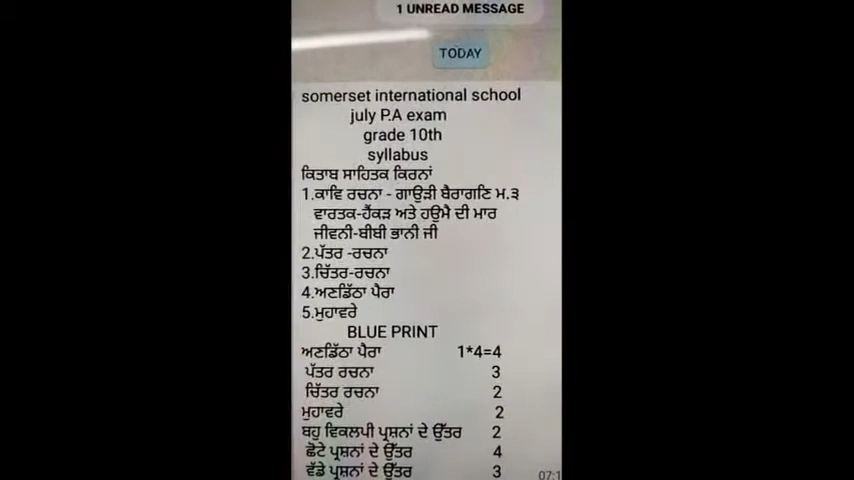 1 UNREAD MESSAGE
TODAY
somerset international school
july P.A exam
grade 10th
syllabus
ਕਿਤਾਬ ਸਾਹਿਤਕ ਕਿਰਨਾਂ
1.ਕਾਵਿ ਰਚਨਾ - ਗਾਉੜੀ ਬੈਰਾਗਣਿ ਮ.੩
ਵਾਰਤਕ-ਹੈਂਕੜ ਅਤੇ ਹਉਮੈ ਦੀ ਮਾਰ
ਜੀਵਨੀ-ਬੀਬੀ ਭਾਨੀ ਜੀ
2.ਪੱਤਰ -ਰਚਨਾ
3.ਚਿੱਤਰ-ਰਚਨਾ
4.ਅਣਡਿੱਠਾ ਪੈਰਾ
5.ਮੁਹਾਵਰੇ
BLUE PRINT
ਅਣਡਿੱਠਾ ਪੈਰਾ 1*4=4
ਪੱਤਰ ਰਚਨਾ 3
ਚਿੱਤਰ ਰਚਨਾ 2
ਮੁਹਾਵਰੇ 2
ਬਹੁ ਵਿਕਲਪੀ ਪ੍ਰਸ਼ਨਾਂ ਦੇ ਉੱਤਰ 2
ਛੋਟੇ ਪ੍ਰਸ਼ਨਾਂ ਦੇ ਉੱਤਰ 4
ਵੱਡੇ ਪ੍ਰਸ਼ਨਾਂ ਦੇ ਉੱਤਰ 3